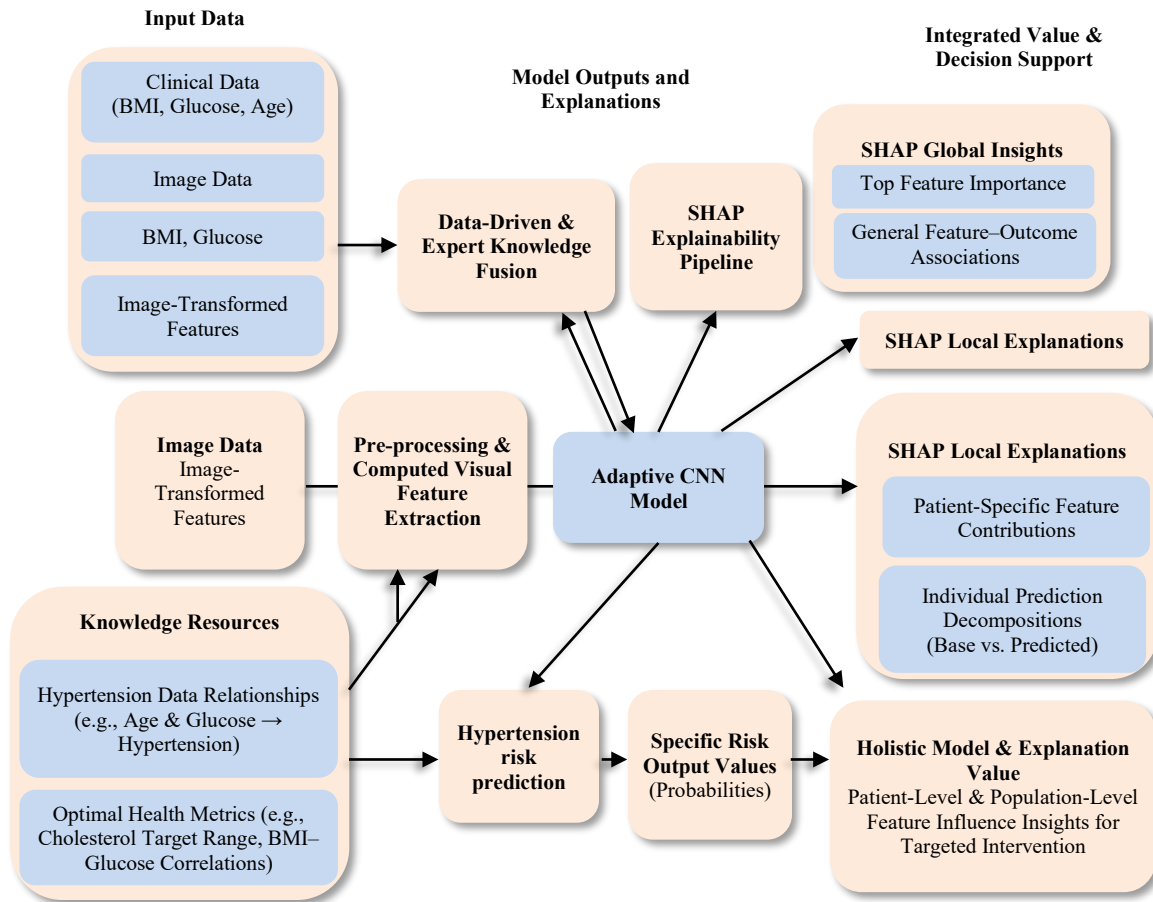 Input Data
Clinical Data
(BMI, Glucose, Age)
Image Data
BMI, Glucose
Image-Transformed
Features
Model Outputs and
Explanations
Integrated Value &
Decision Support
Data-Driven &
Expert Knowledge
Fusion
SHAP
Explainability
Pipeline
SHAP Global Insights
Top Feature Importance
General Feature–Outcome
Associations
SHAP Local Explanations
Image Data
Image-
Transformed
Features
Pre-processing &
Computed Visual
Feature
Extraction
Adaptive CNN
Model
SHAP Local Explanations
Patient-Specific Feature
Contributions
Individual Prediction
Decompositions
(Base vs. Predicted)
Knowledge Resources
Hypertension Data Relationships
(e.g., Age & Glucose →
Hypertension)
Optimal Health Metrics (e.g.,
Cholesterol Target Range, BMI–
Glucose Correlations)
Hypertension
risk
prediction
Specific Risk
Output Values
(Probabilities)
Holistic Model & Explanation
Value
Patient-Level & Population-Level
Feature Influence Insights for
Targeted Intervention